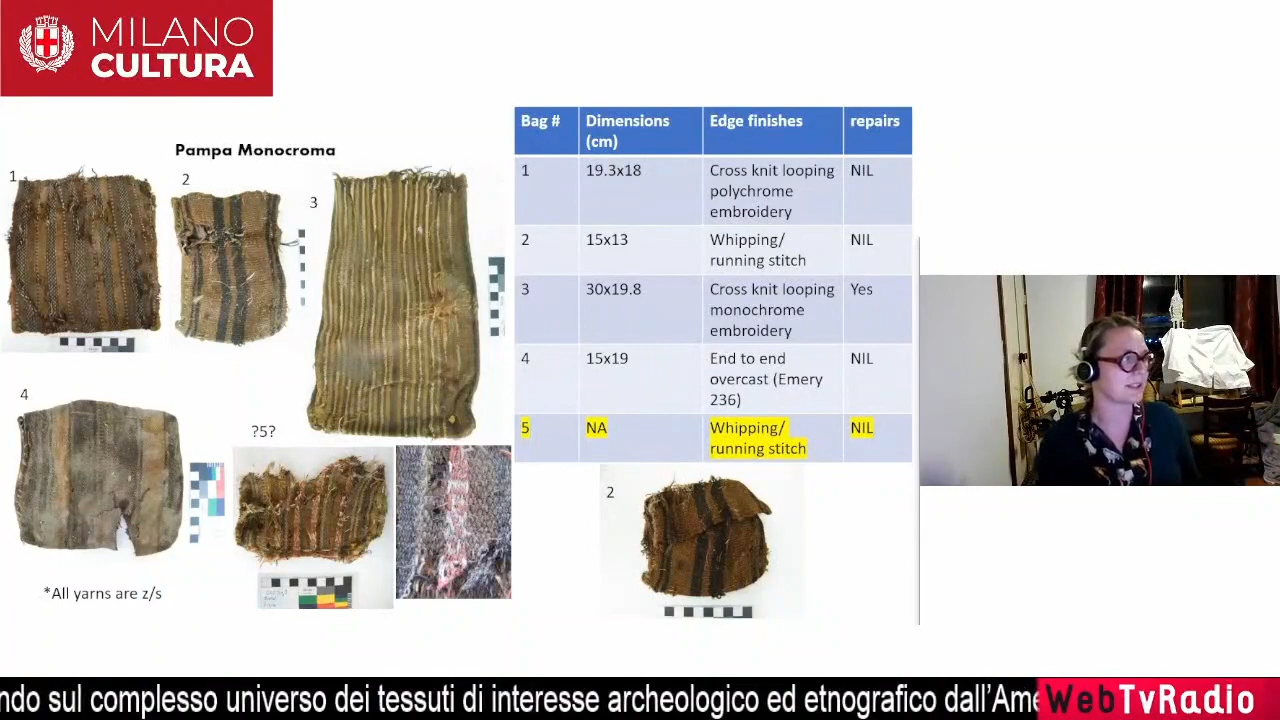 MILANO
CULTURA
Pampa Monocroma
1
2
3
4
?5?
*All yarns are z/s
Bag #
Dimensions
(cm)
Edge finishes
repairs
1
19.3x18
Cross knit looping
polychrome
embroidery
NIL
2
15x13
Whipping/
running stitch
NIL
3
30x19.8
Cross knit looping
monochrome
embroidery
Yes
4
15x19
End to end
overcast (Emery
236)
NIL
5
NA
Whipping/
running stitch
NIL
2
ndo sul complesso universo dei tessuti di interesse archeologico ed etnografico dall'Ame
WebTvRadio